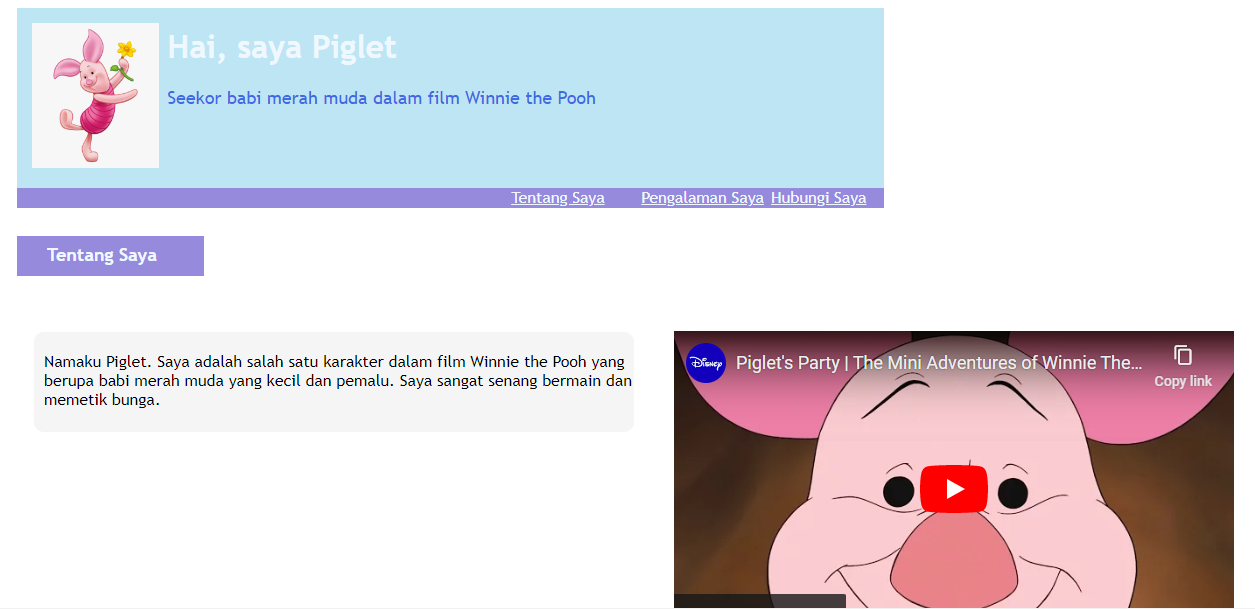 Hai, saya Piglet
Seekor babi merah muda dalam film Winnie the Pooh
Tentang Saya Pengalaman Saya Hubungi Saya
Tentang Saya
Namaku Piglet. Saya adalah salah satu karakter dalam film Winnie the Pooh yang
berupa babi merah muda yang kecil dan pemalu. Saya sangat senang bermain dan
memetik bunga.
Disney
Piglet's Party | The Mini Adventures of Winnie The...
Copy link